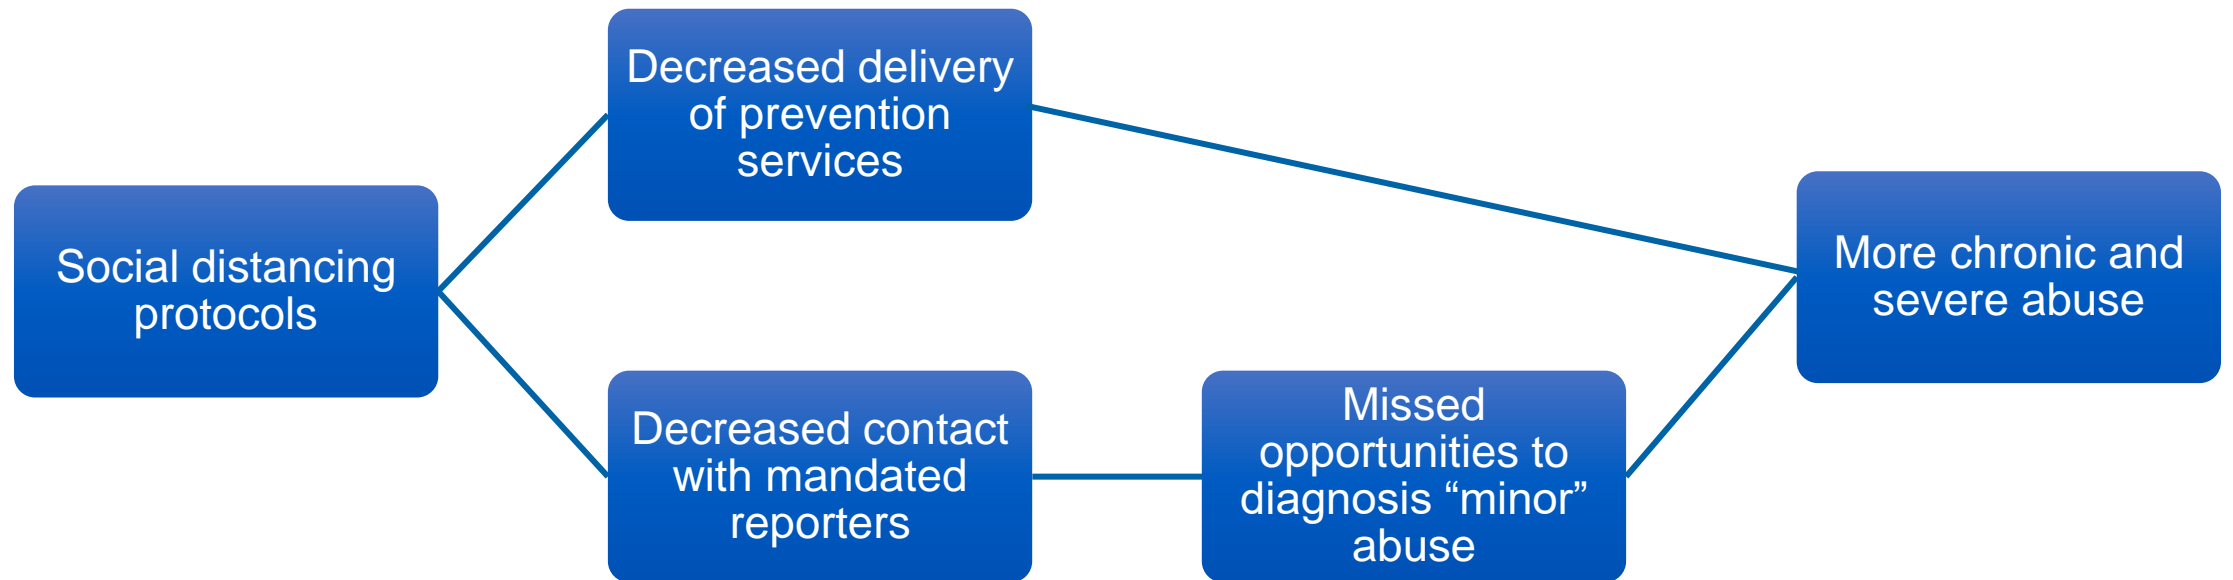 Decreased delivery
of prevention
services
Social distancing
protocols
More chronic and
severe abuse
Decreased contact
with mandated
reporters
Missed
opportunities to
diagnosis “minor”
abuse